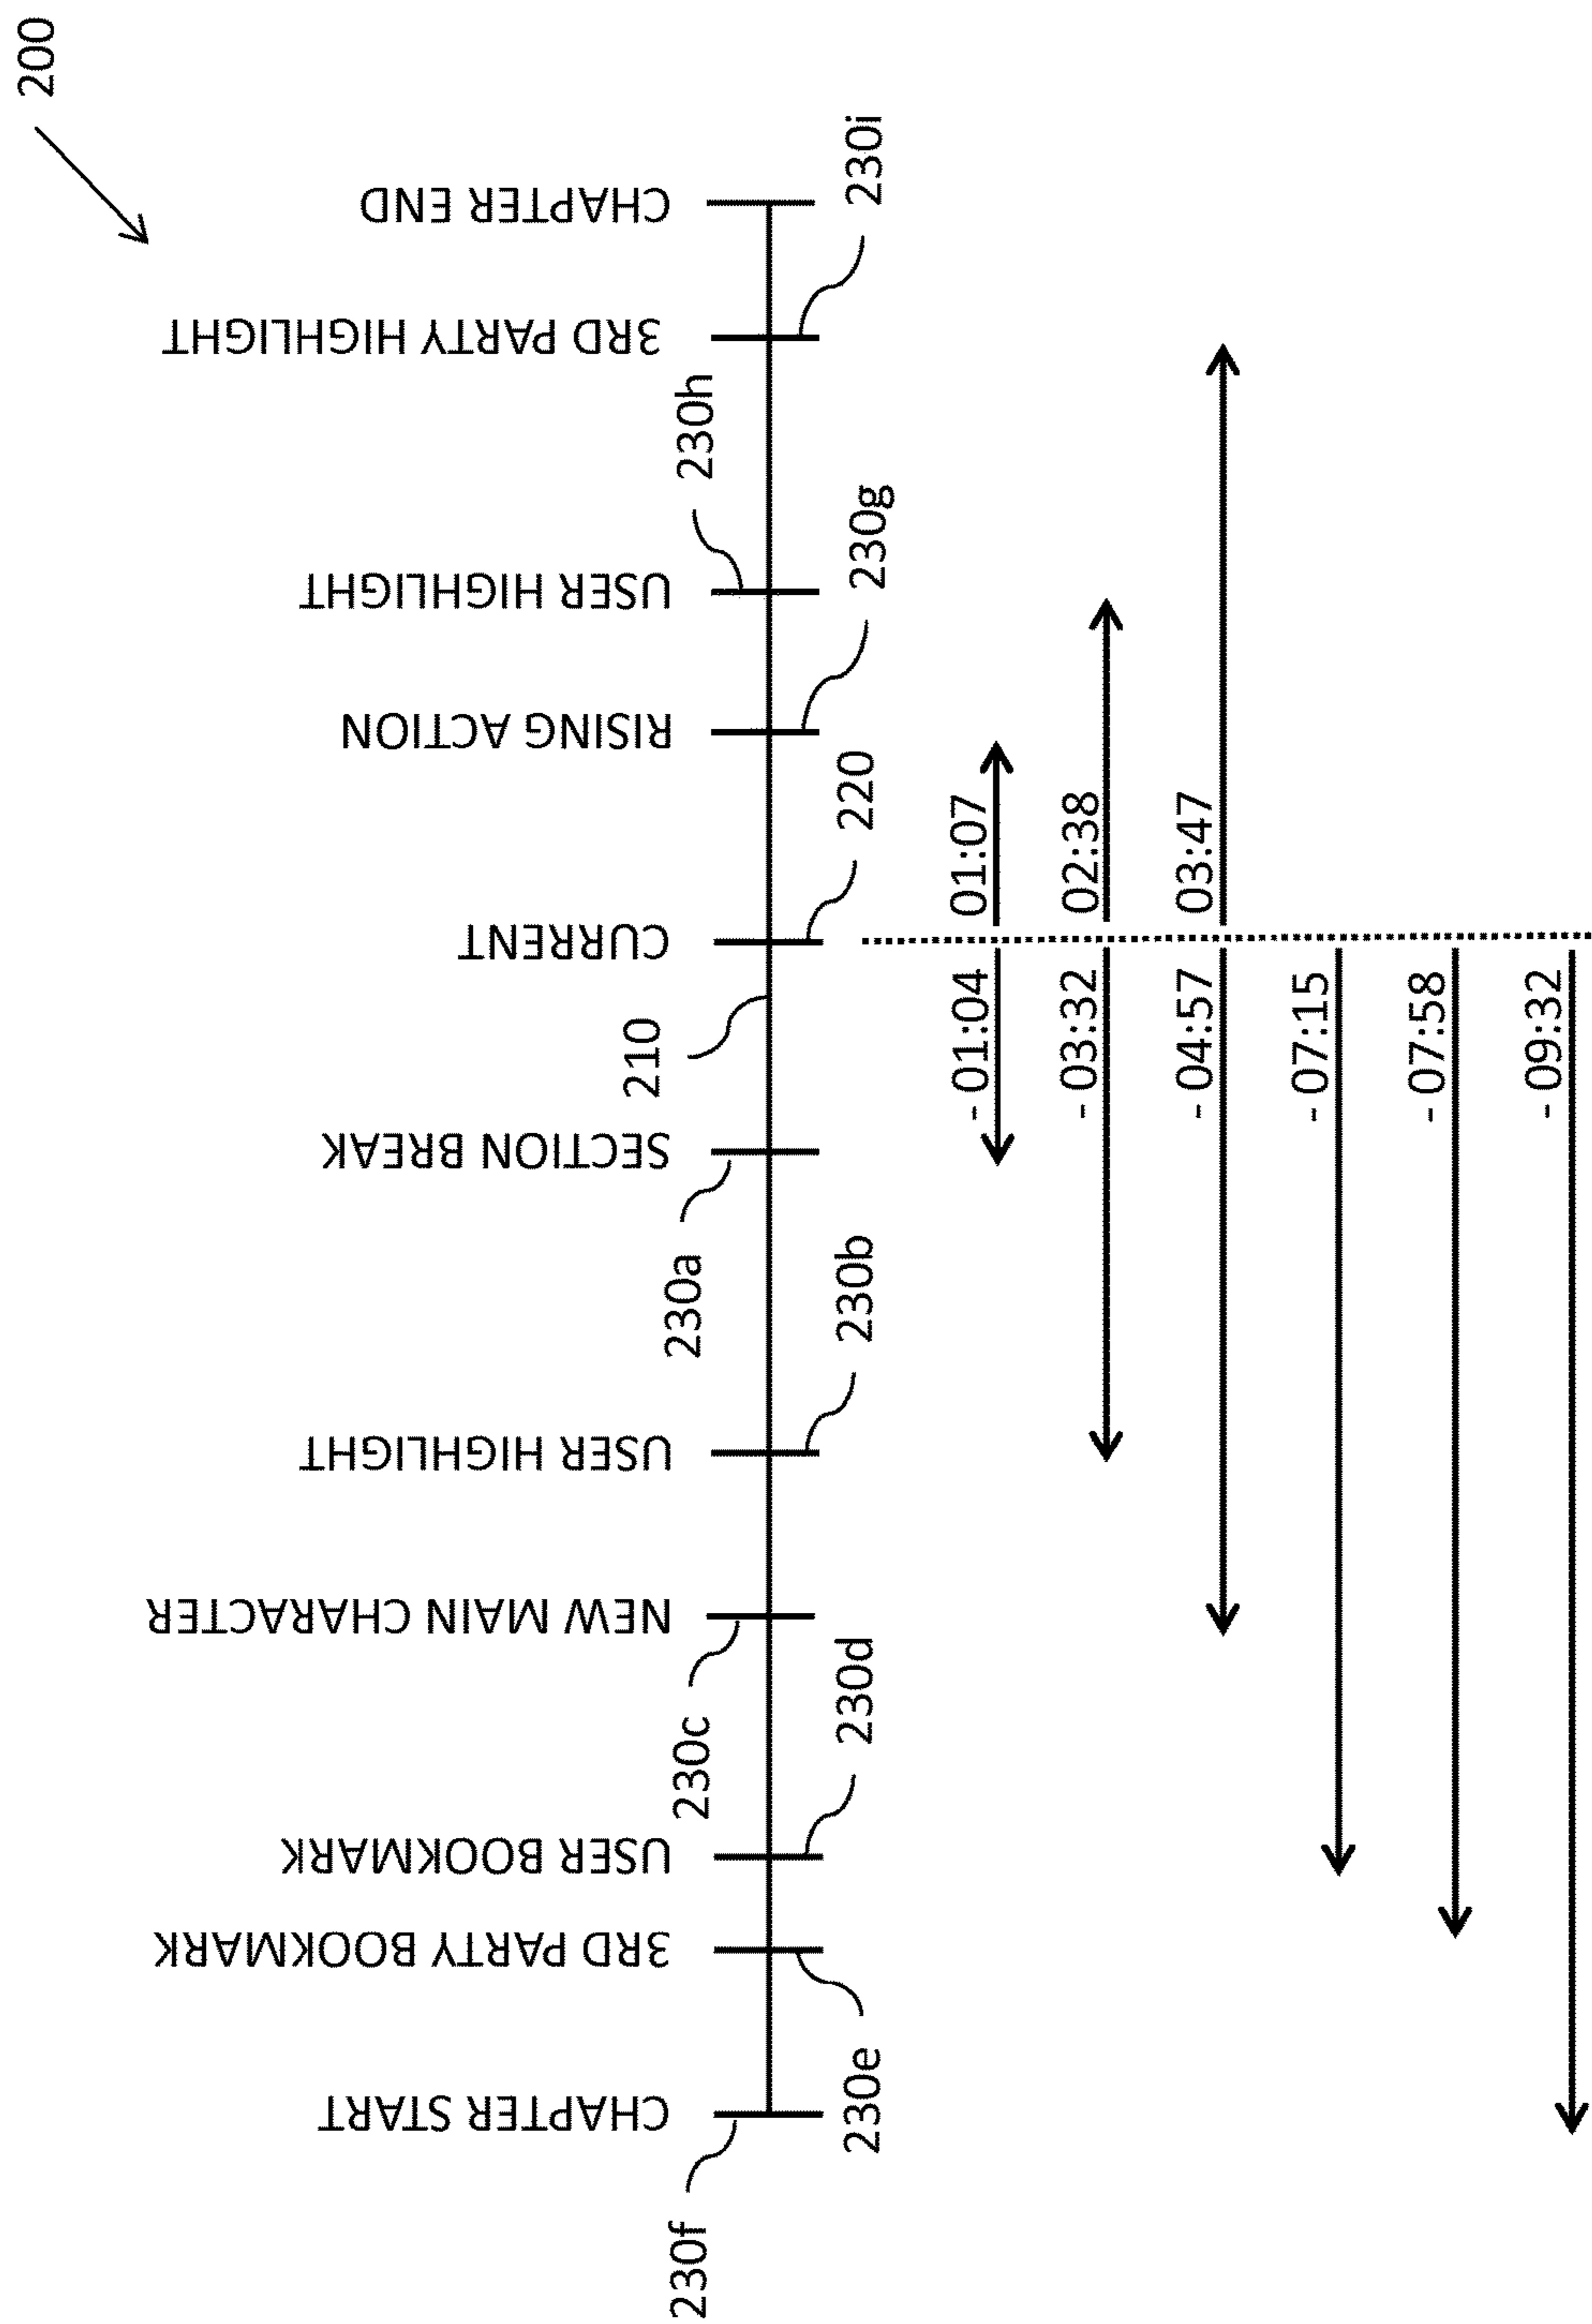 200
CHAPTER START
3RD PARTY BOOKMARK
USER BOOKMARK
NEW MAIN CHARACTER
USER HIGHLIGHT
SECTION BREAK
CURRENT
RISING ACTION
USER HIGHLIGHT
3RD PARTY HIGHLIGHT
CHAPTER END
230f
230c
230a
210
230h
230e
230d
230b
220
230g
230i
- 01:04
01:07
- 03:32
02:38
- 04:57
03:47
- 07:15
- 07:58
- 09:32